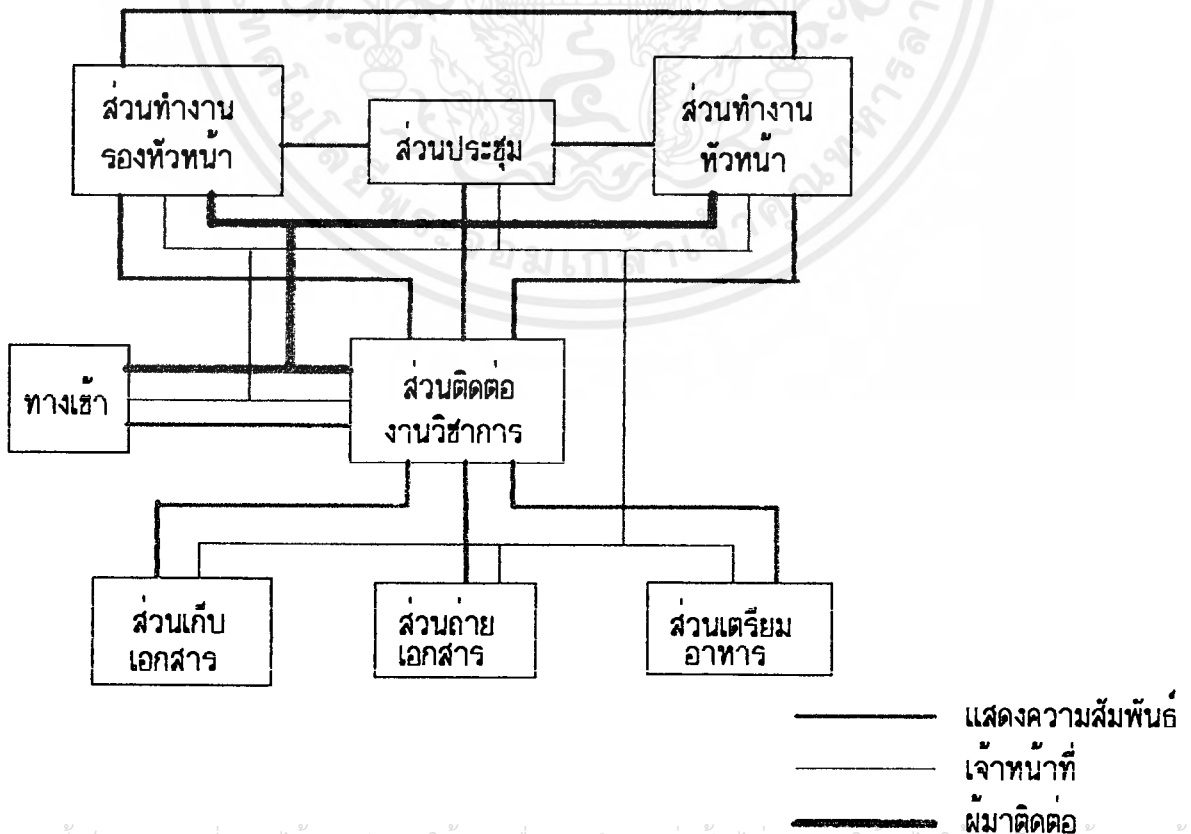 ส่วนทำงาน
รองหัวหน้า
ส่วนประชุม
ส่วนทำงาน
หัวหน้า
ทางเข้า
ส่วนติดต่อ
งานวิชาการ
ส่วนเก็บ
เอกสาร
ส่วนถ่าย
เอกสาร
ส่วนเตรียม
อาหาร
แสดงความสัมพันธ์
เจ้าหน้าที่
ผู้มาติดต่อ